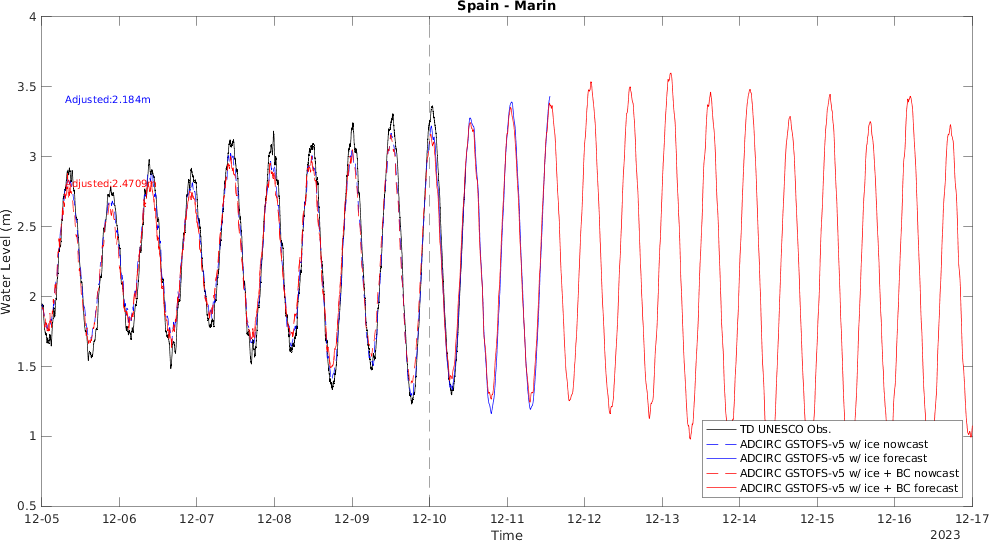 Spain - Marin
4
3.5
3
2.5
2
1.5
1
0.5
Water Level (m)
Adjusted:2.184m
Adjusted:2.4709m
TD UNESCO Obs.
ADCIRC GSTOFS-v5 w/ ice nowcast
ADCIRC GSTOFS-v5 w/ ice forecast
ADCIRC GSTOFS-v5 w/ ice + BC nowcast
ADCIRC GSTOFS-v5 w/ ice + BC forecast
12-05 12-06 12-07 12-08 12-09 12-10 12-11 12-12 12-13 12-14 12-15 12-16 12-17
Time
2023